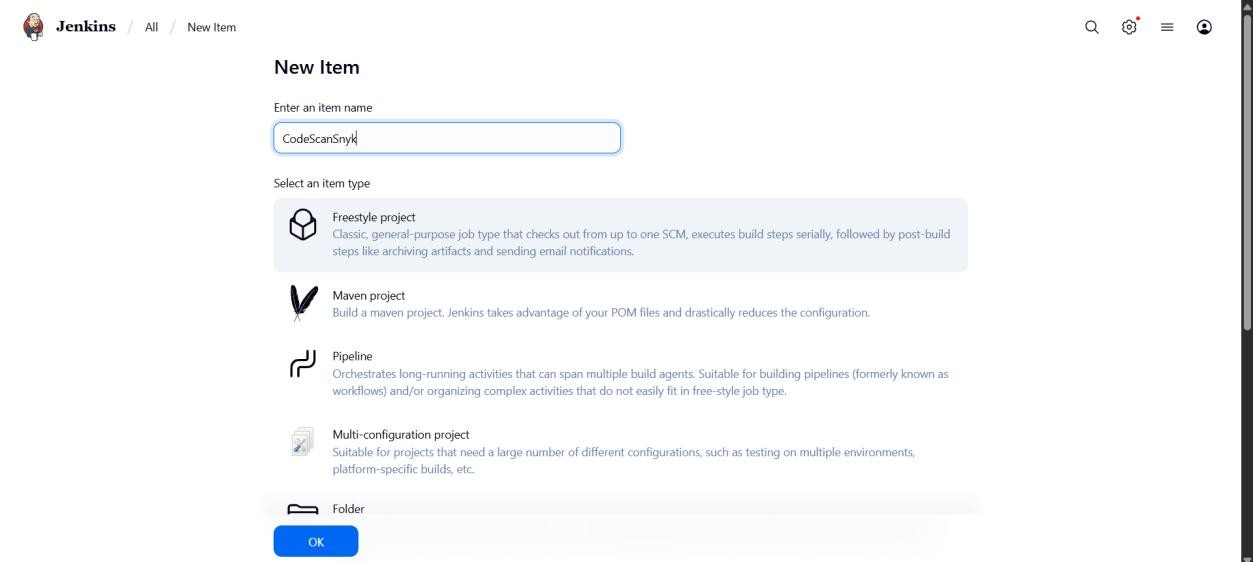 Jenkins / All / New Item
New Item
Enter an item name
CodeScanSnyk
Select an item type
Freestyle project
Classic, general-purpose job type that checks out from up to one SCM, executes build steps serially, followed by post-build
steps like archiving artifacts and sending email notifications.
Maven project
Build a maven project. Jenkins takes advantage of your POM files and drastically reduces the configuration.
Pipeline
Orchestrates long-running activities that can span multiple build agents. Suitable for building pipelines (formerly known as
workflows) and/or organizing complex activities that do not easily fit in free-style job type.
Multi-configuration project
Suitable for projects that need a large number of different configurations, such as testing on multiple environments,
platform-specific builds, etc.
Folder
OK